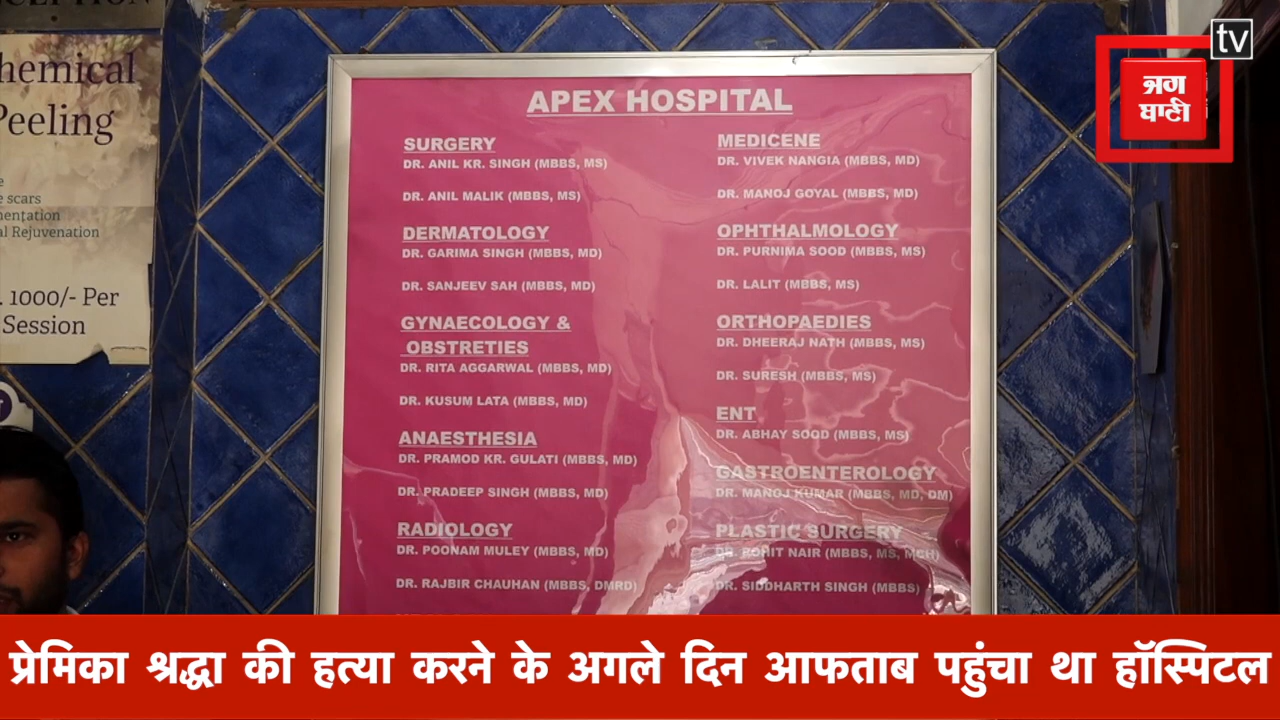 RECEPTION
hemical
Peeling
e
e scars
nentation
al Rejuvenation
. 1000/- Per
Session
APEX HOSPITAL
SURGERY
DR. ANIL KR. SINGH (MBBS, MS)
DR. ANIL MALIK (MBBS, MS)
DERMATOLOGY
DR. GARIMA SINGH (MBBS, MD)
DR. SANJEEV SAH (MBBS, MD)
GYNAECOLOGY &
OBSTRETIES
DR. RITA AGGARWAL (MBBS, MD)
DR. KUSUM LATA (MBBS, MD)
ANAESTHESIA
DR. PRAMOD KR. GULATI (MBBS, MD)
DR. PRADEEP SINGH (MBBS, MD)
RADIOLOGY
DR. POONAM MULEY (MBBS, MD)
DR. RAJBIR CHAUHAN (MBBS, DMRD)
MEDICENE
DR. VIVEK NANGIA (MBBS, MD)
DR. MANOJ GOYAL (MBBS, MD)
OPHTHALMOLOGY
DR. PURNIMA SOOD (MBBS, MS)
DR. LALIT (MBBS, MS)
ORTHOPAEDIES
DR. DHEERAJ NATH (MBBS, MS)
DR. SURESH (MBBS, MS)
ENT
DR. ABHAY SOOD (MBBS, MS)
GASTROENTEROLOGY
DR. MANOJ KUMAR (MBBS, MD, DM)
PLASTIC SURGERY
DR. ROHIT NAIR (MBBS, MS, MCH)
DR. SIDDHARTH SINGH (MBBS)
tv
ਜਗ
ਬਾਣੀ
प्रेमिका श्रद्धा की हत्या करने के अगले दिन आफताब पहुंचा था हॉस्पिटल